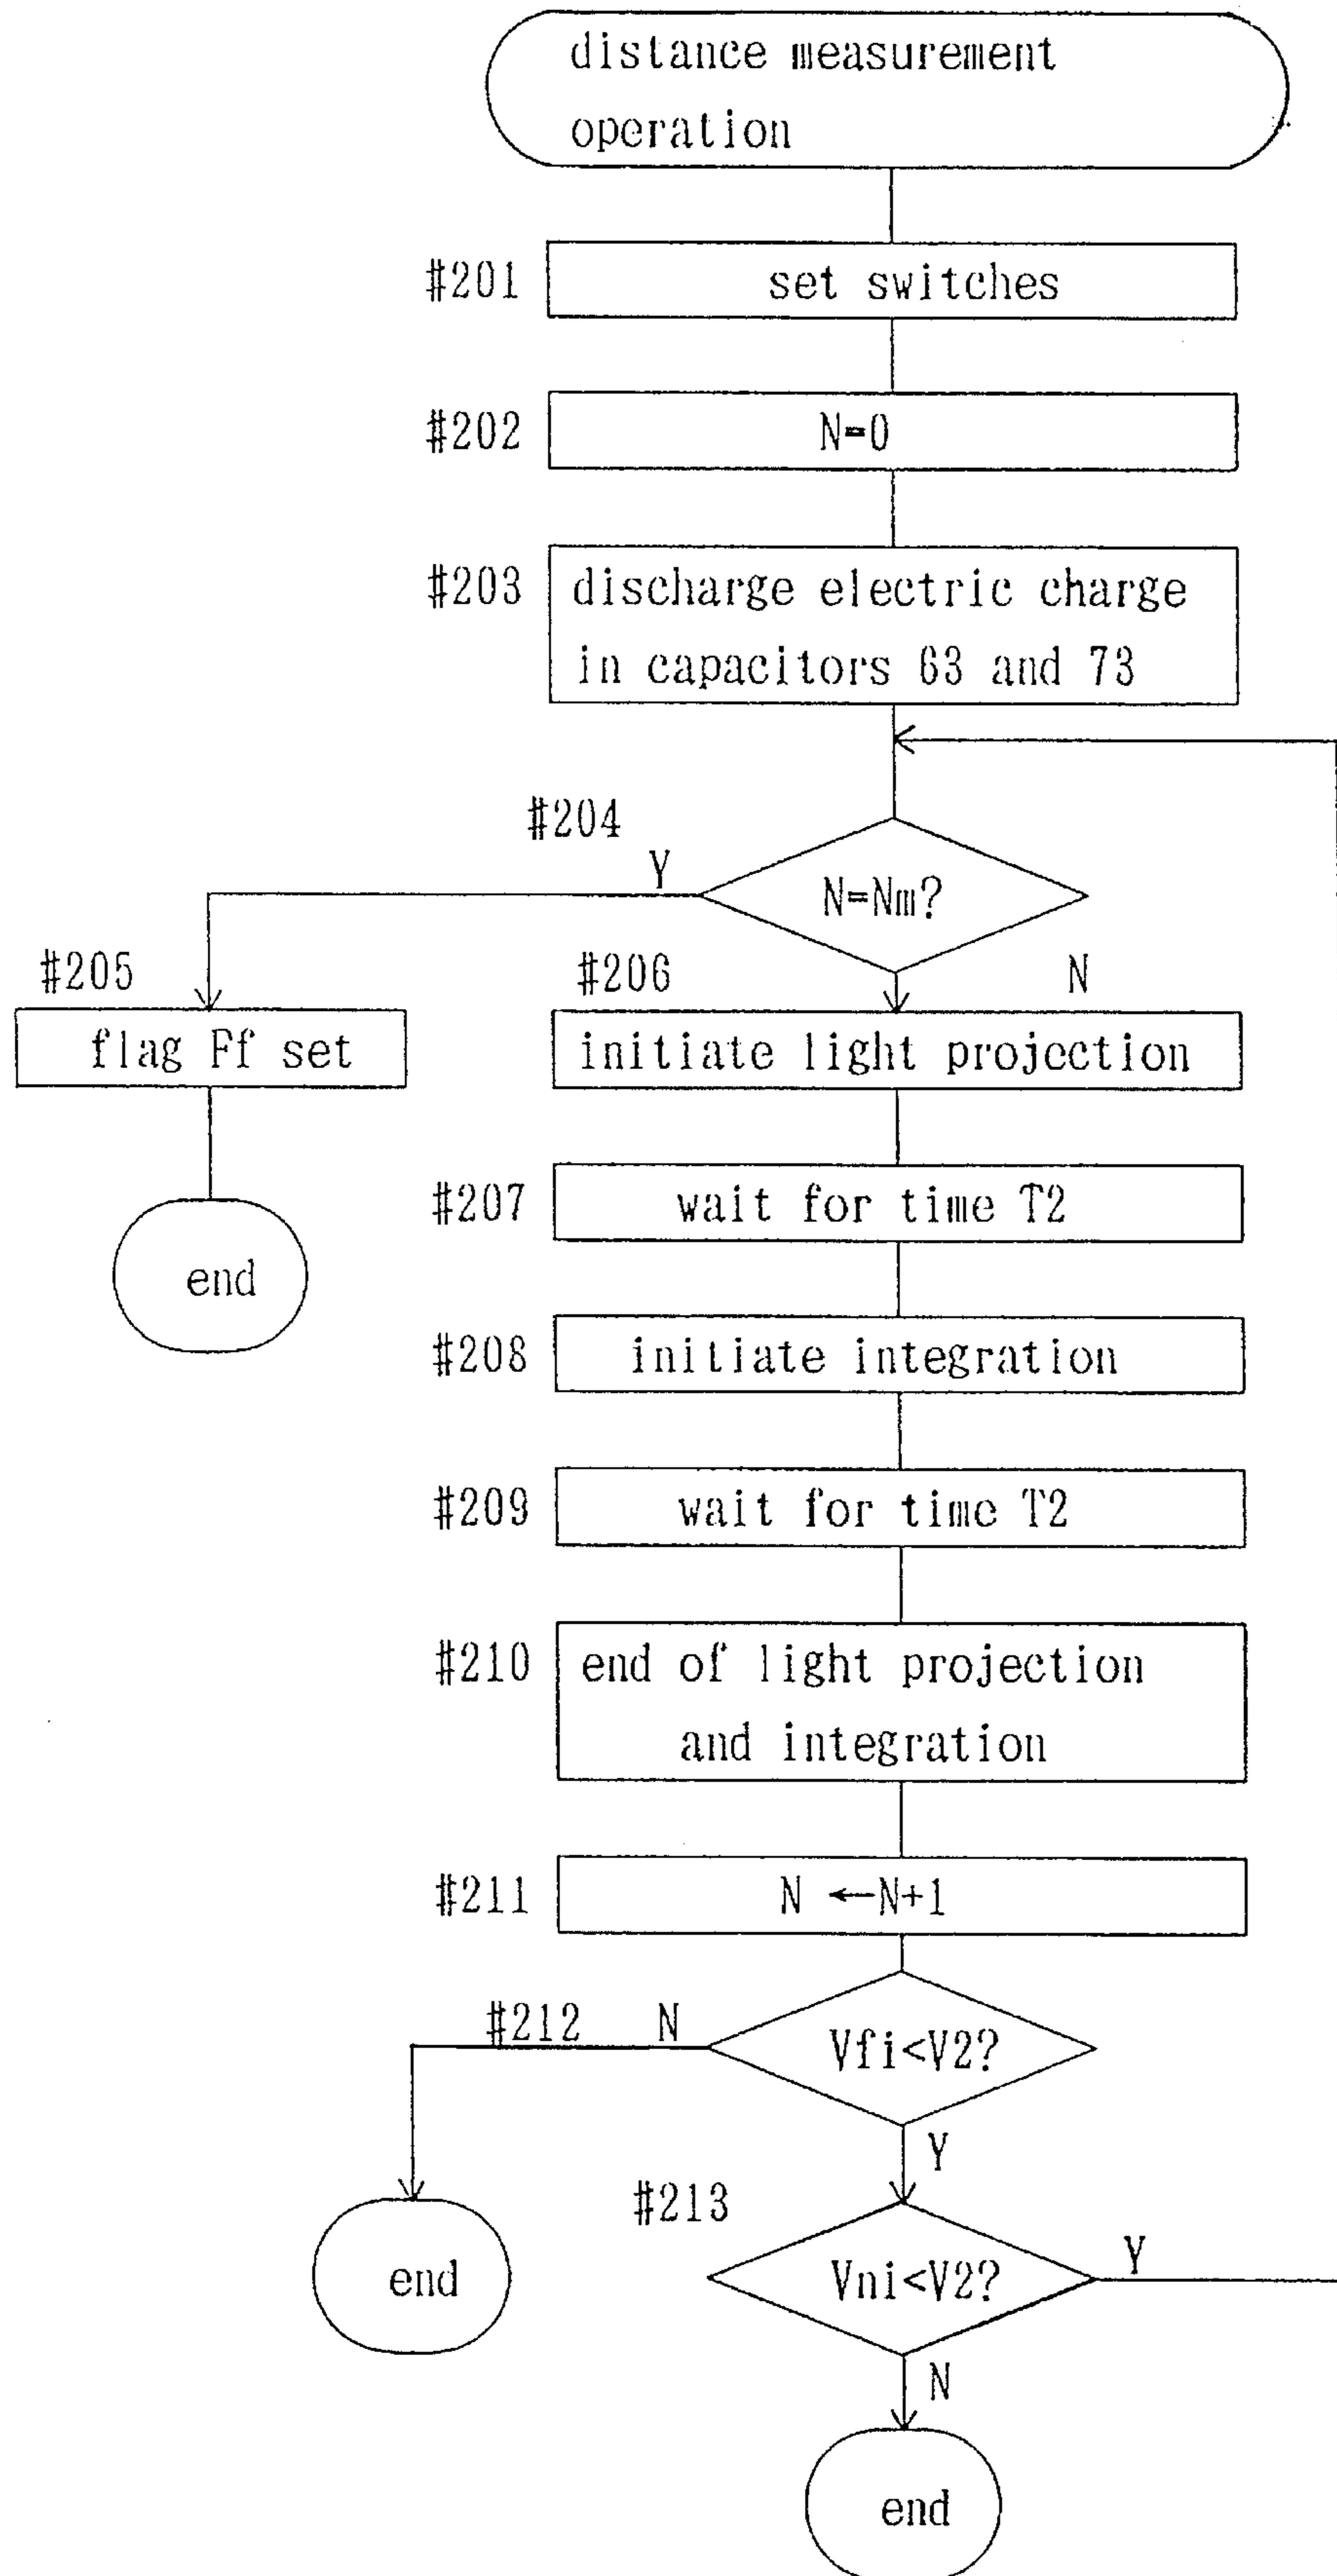 distance measurement
operation
#201
set switches
#202
N=0
#203
discharge electric charge
in capacitors 63 and 73
#204
Y
N=Nm?
#205
#206
N
flag Ff set
initiate light projection
#207
wait for time T2
end
#208
initiate integration
#209
wait for time T2
#210
end of light projection
and integration
#211
N ←N+1
#212
N
Vfi<V2?
Y
#213
end
Vni<V2?
Y
N
end